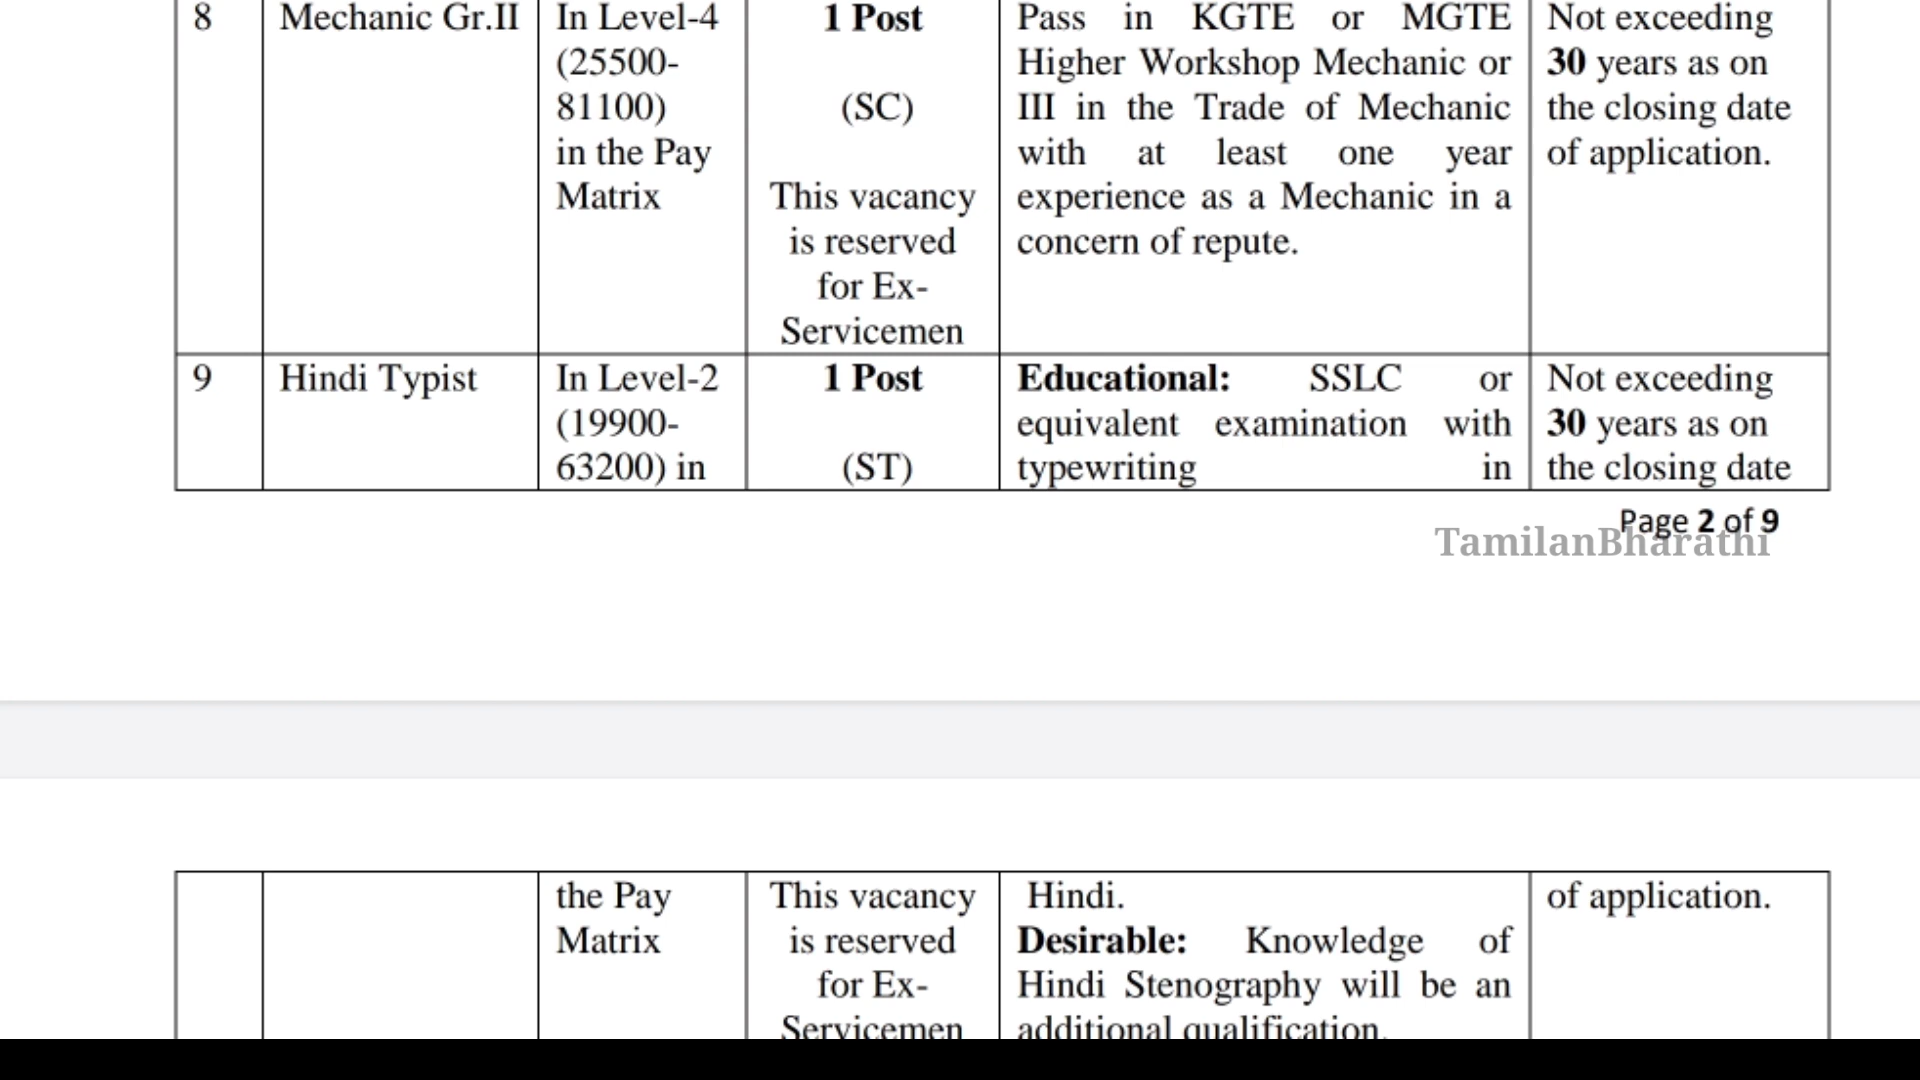 8 Mechanic Gr.II In Level-4 1 Post Pass in KGTE or MGTE Not exceeding
(25500- Higher Workshop Mechanic or 30 years as on
81100) (SC) III in the Trade of Mechanic the closing date
in the Pay with at least one year of application.
Matrix This vacancy experience as a Mechanic in a
is reserved concern of repute.
for Ex-
Servicemen
9 Hindi Typist In Level-2 1 Post Educational: SSLC or Not exceeding
(19900- equivalent examination with 30 years as on
63200) in (ST) typewriting in the closing date
Page 2 of 9
TamilanBharathi
the Pay This vacancy Hindi. of application.
Matrix is reserved Desirable: Knowledge of
for Ex- Hindi Stenography will be an
Servicemen additional qualification.